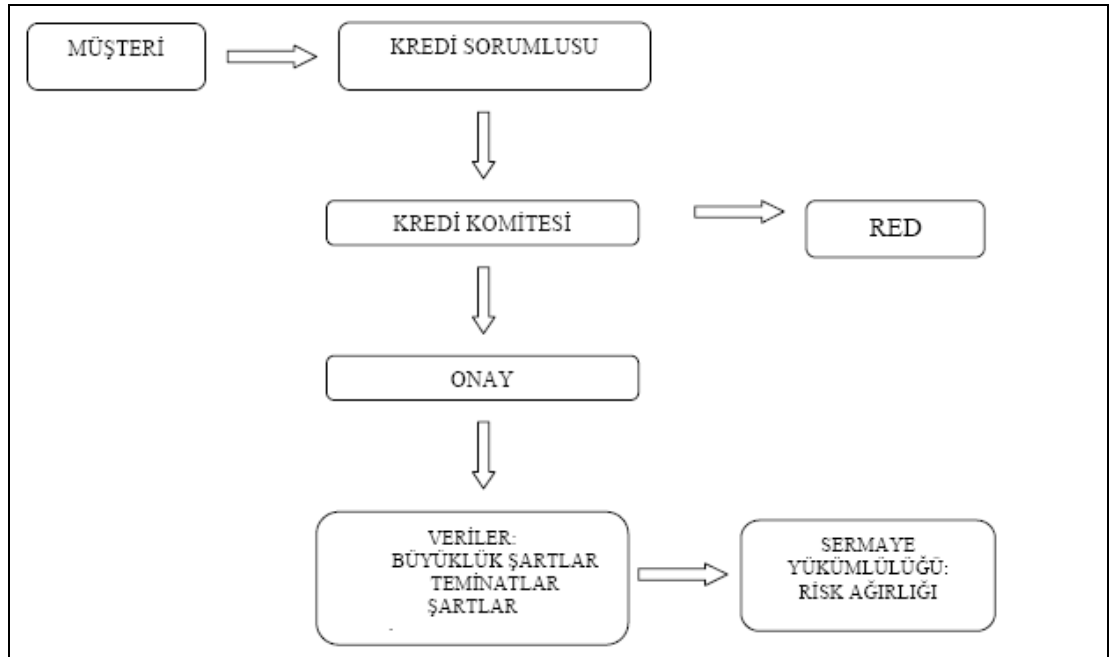 MÜŞTERİ
KREDİ SORUMLUSU
KREDİ KOMİTESİ
RED
ONAY
VERİLER:
BÜYÜKLÜK ŞARTLAR
TEMİNATLAR
ŞARTLAR
SERMAYE
YÜKÜMLÜLÜĞÜ:
RİSK AĞIRLIĞI